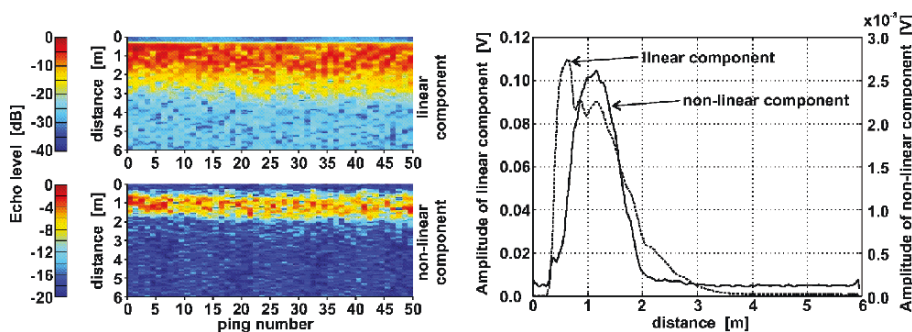 Echo level [dB]
0
-10
-20
-30
-40
distance [m]
0
1
2
3
4
5
6
0 5 10 15 20 25 30 35 40 45 50
linear
component
0
-4
-8
-12
-16
-20
distance [m]
0
1
2
3
4
5
6
0 5 10 15 20 25 30 35 40 45 50
ping number
non-linear
component
Amplitude of linear component [V]
0.12
0.10
0.08
0.06
0.04
0.02
0.0
linear component
non-linear component
0 1 2 3 4 5 6
distance [m]
x10⁻³
3.0
2.5
2.0
1.5
1.0
0.5
0.0
Amplitude of non-linear component [V]